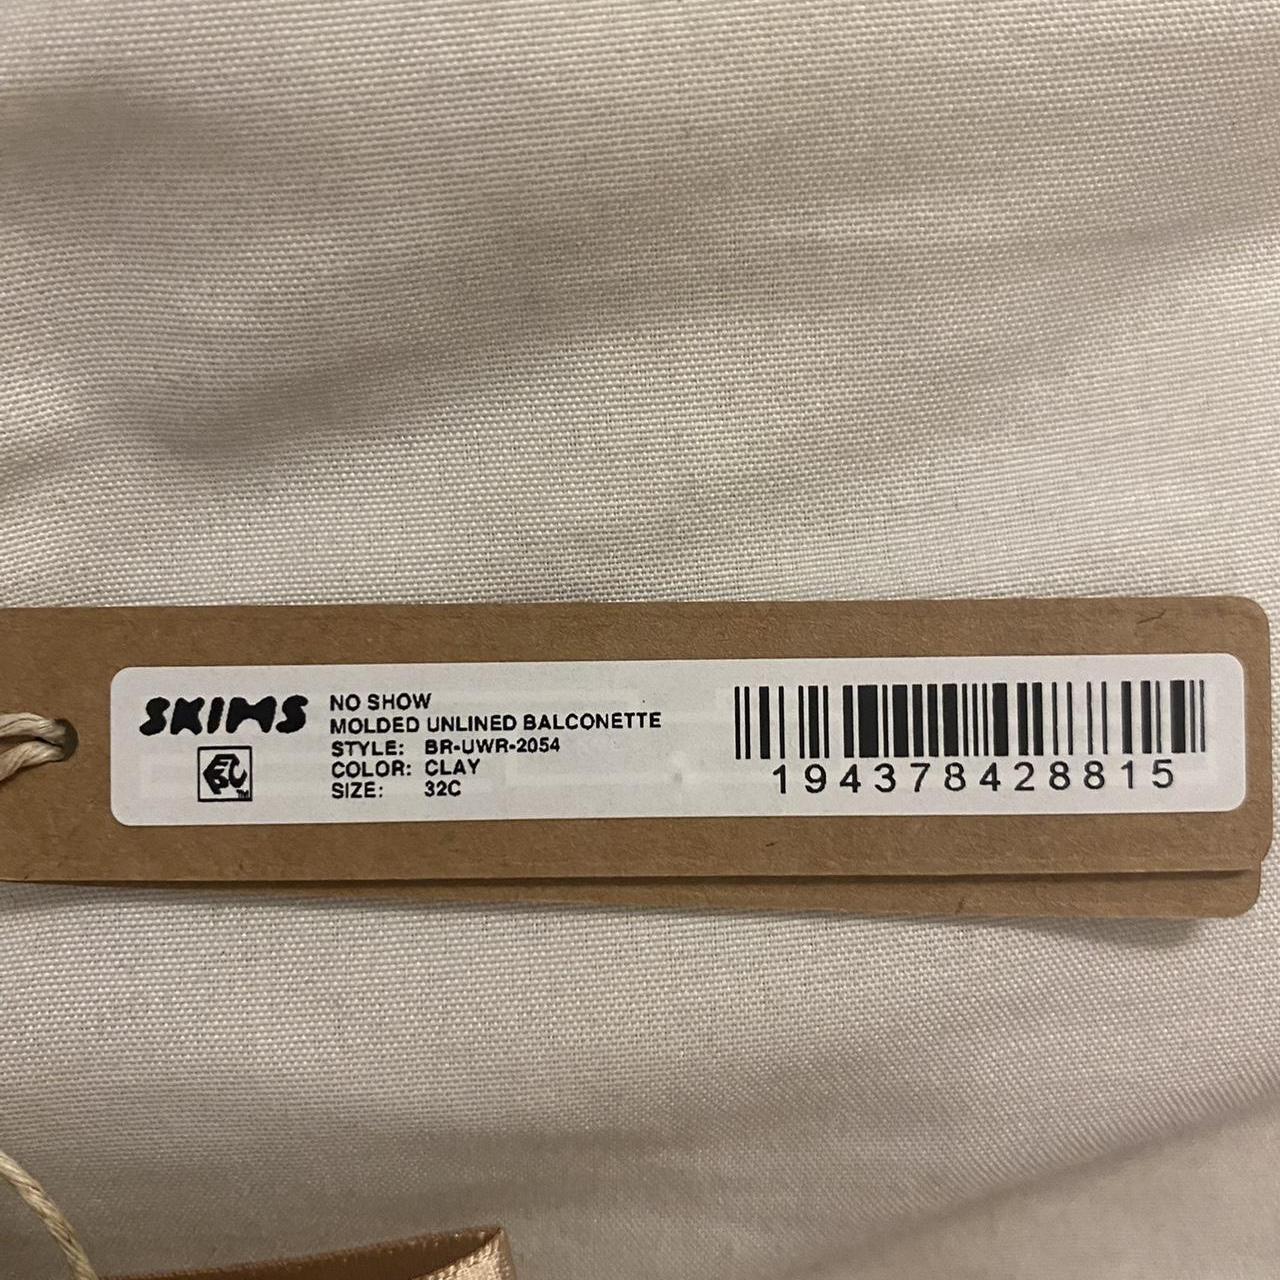 SKIMS
NO SHOW
MOLDED UNLINED BALCONETTE
STYLE: BR-UWR-2054
COLOR: CLAY
SIZE: 32C
194378428815